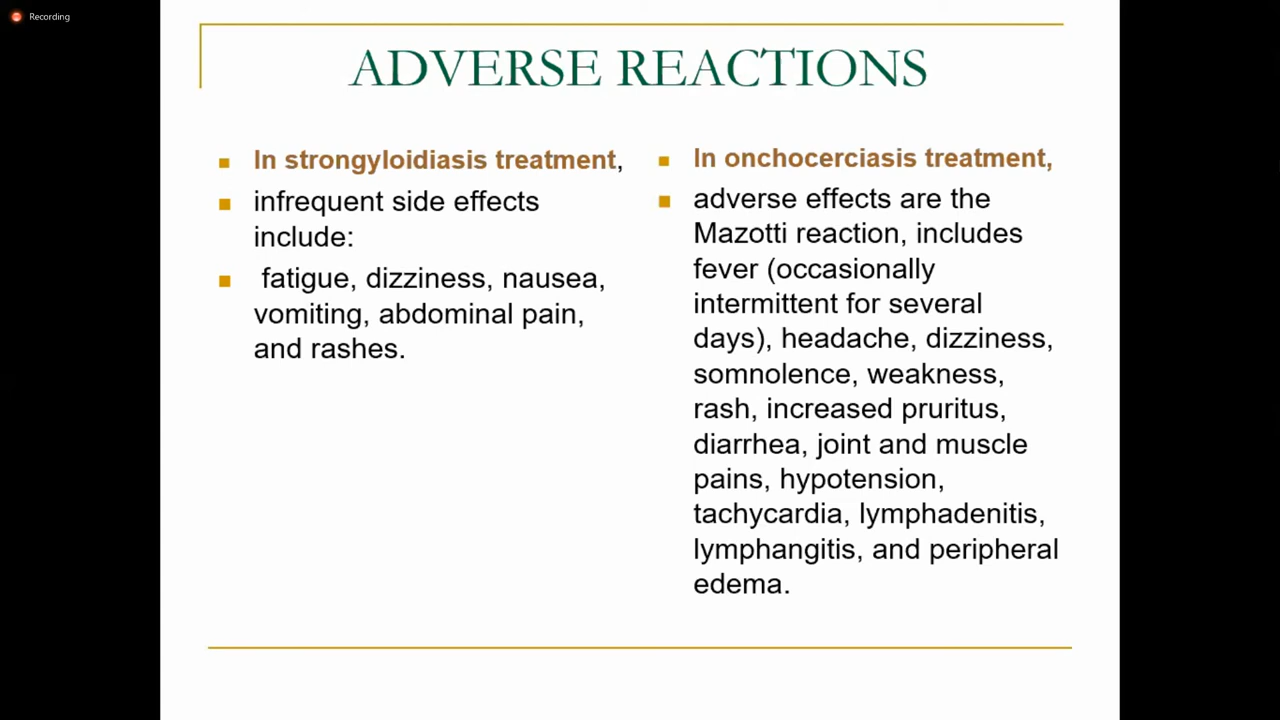 Recording
ADVERSE REACTIONS
In strongyloidiasis treatment,
infrequent side effects
include:
fatigue, dizziness, nausea,
vomiting, abdominal pain,
and rashes.
In onchocerciasis treatment,
adverse effects are the
Mazotti reaction, includes
fever (occasionally
intermittent for several
days), headache, dizziness,
somnolence, weakness,
rash, increased pruritus,
diarrhea, joint and muscle
pains, hypotension,
tachycardia, lymphadenitis,
lymphangitis, and peripheral
edema.